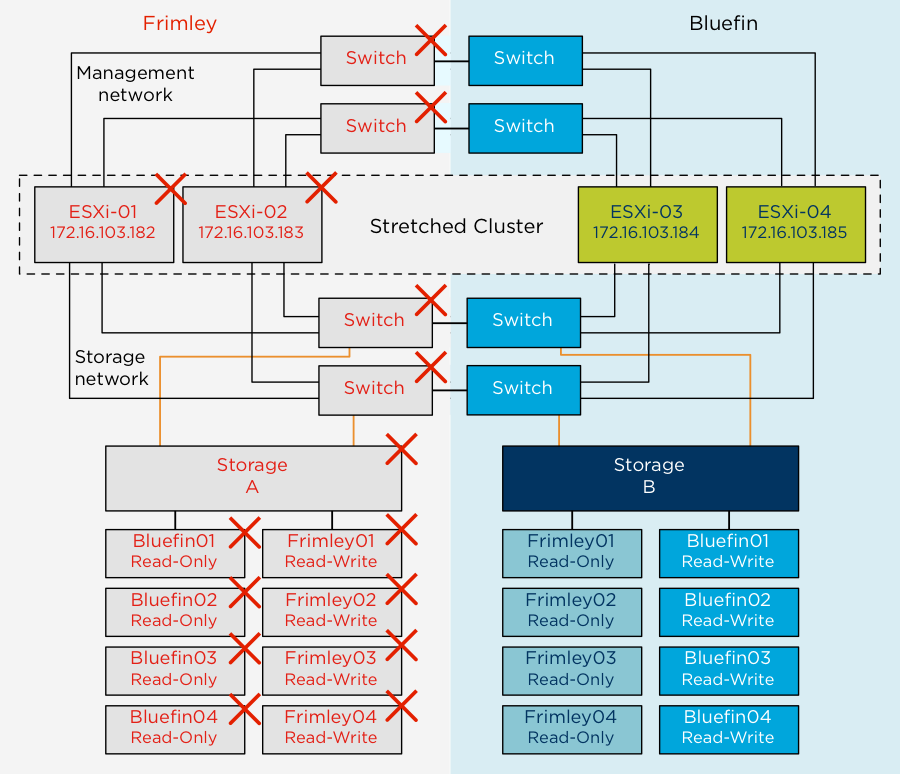 Frimley
Bluefin
Switch
Switch
Management
network
Switch
Switch
ESXi-01
172.16.103.182
ESXi-02
172.16.103.183
Stretched Cluster
ESXi-03
172.16.103.184
ESXi-04
172.16.103.185
Switch
Switch
Storage
network
Switch
Switch
Storage
A
Storage
B
Bluefin01
Read-Only
Frimley01
Read-Write
Frimley01
Read-Only
Bluefin01
Read-Write
Bluefin02
Read-Only
Frimley02
Read-Write
Frimley02
Read-Only
Bluefin02
Read-Write
Bluefin03
Read-Only
Frimley03
Read-Write
Frimley03
Read-Only
Bluefin03
Read-Write
Bluefin04
Read-Only
Frimley04
Read-Write
Frimley04
Read-Only
Bluefin04
Read-Write